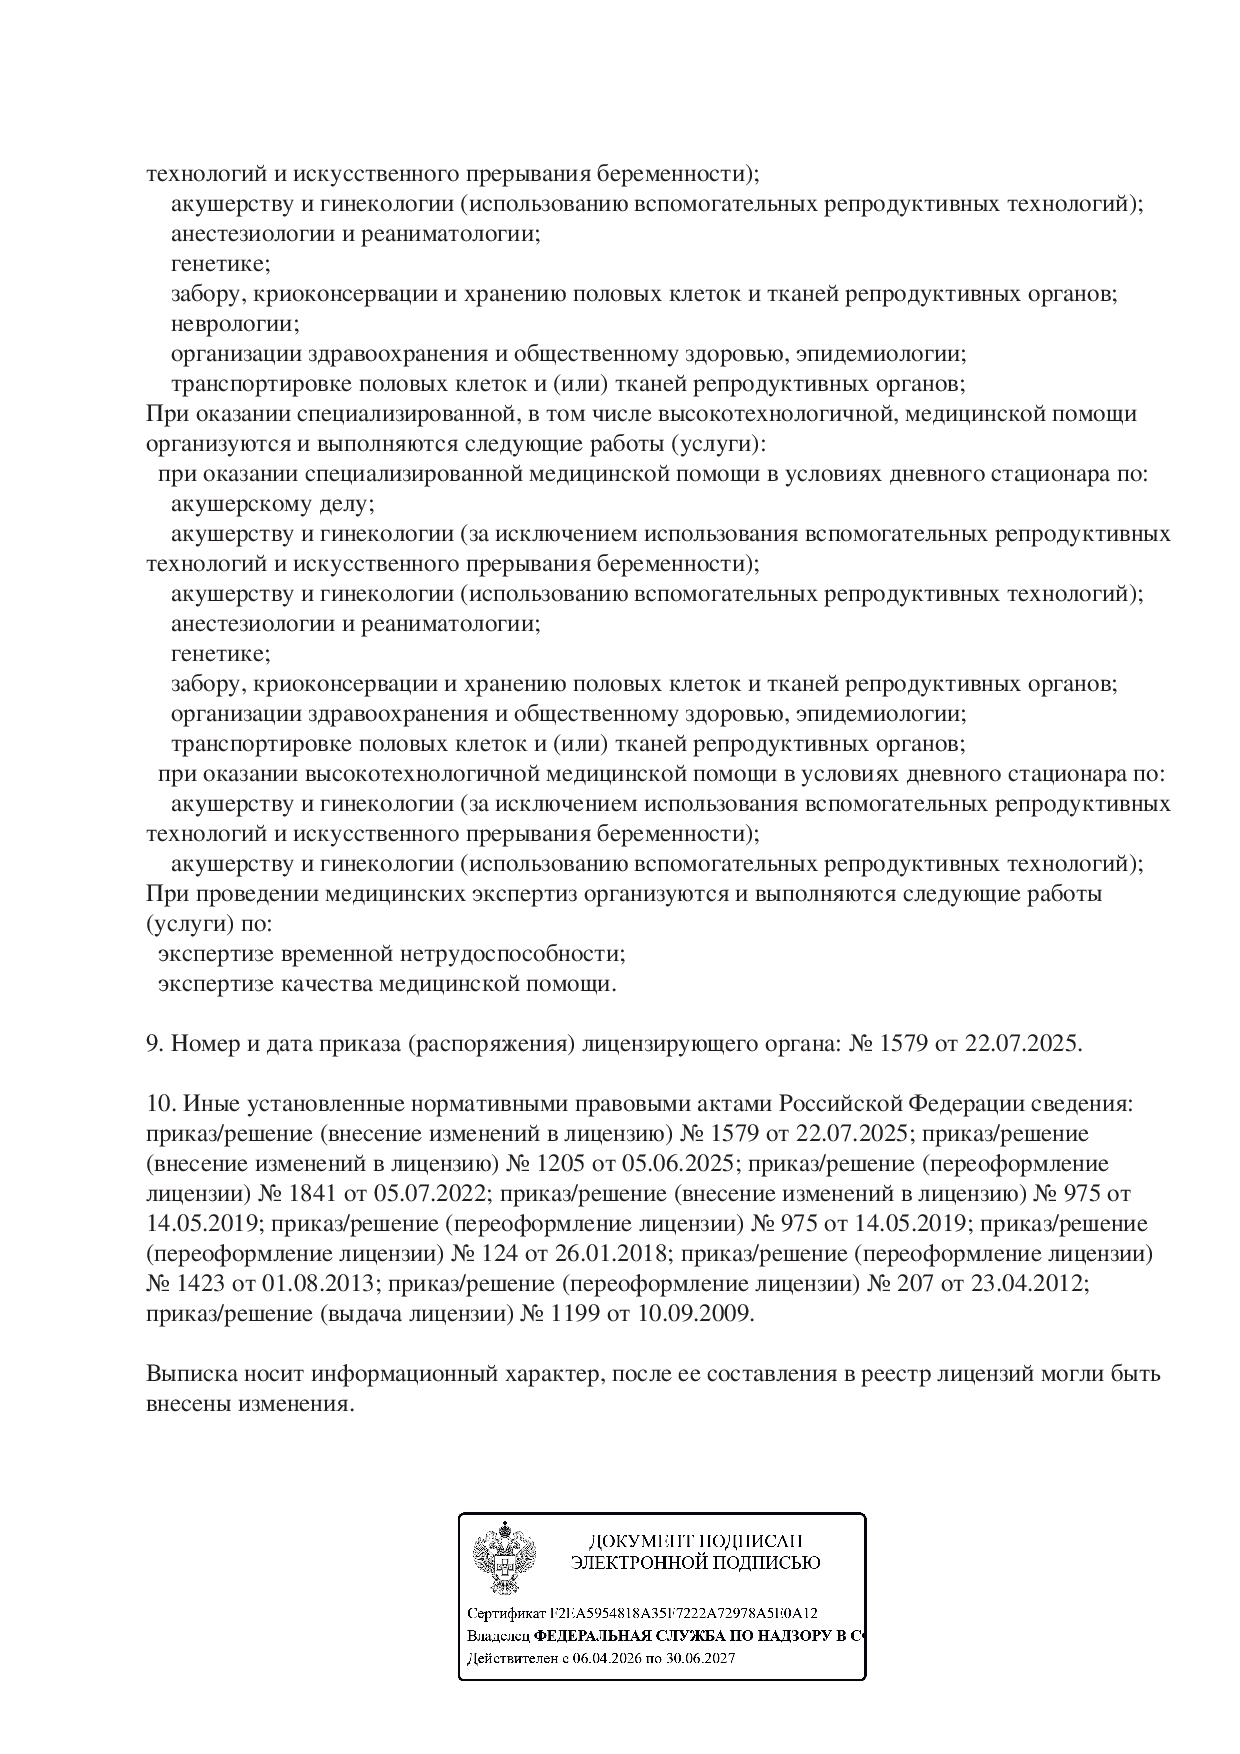 технологий и искусственного прерывания беременности);
акушерству и гинекологии (использованию вспомогательных репродуктивных технологий);
анестезиологии и реаниматологии;
генетике;
забору, криоконсервации и хранению половых клеток и тканей репродуктивных органов;
неврологии;
организации здравоохранения и общественному здоровью, эпидемиологии;
транспортировке половых клеток и (или) тканей репродуктивных органов;
При оказании специализированной, в том числе высокотехнологичной, медицинской помощи
организуются и выполняются следующие работы (услуги):
при оказании специализированной медицинской помощи в условиях дневного стационара по:
акушерскому делу;
акушерству и гинекологии (за исключением использования вспомогательных репродуктивных
технологий и искусственного прерывания беременности);
акушерству и гинекологии (использованию вспомогательных репродуктивных технологий);
анестезиологии и реаниматологии;
генетике;
забору, криоконсервации и хранению половых клеток и тканей репродуктивных органов;
организации здравоохранения и общественному здоровью, эпидемиологии;
транспортировке половых клеток и (или) тканей репродуктивных органов;
при оказании высокотехнологичной медицинской помощи в условиях дневного стационара по:
акушерству и гинекологии (за исключением использования вспомогательных репродуктивных
технологий и искусственного прерывания беременности);
акушерству и гинекологии (использованию вспомогательных репродуктивных технологий);
При проведении медицинских экспертиз организуются и выполняются следующие работы
(услуги) по:
экспертизе временной нетрудоспособности;
экспертизе качества медицинской помощи.
9. Номер и дата приказа (распоряжения) лицензирующего органа: № 1579 от 22.07.2025.
10. Иные установленные нормативными правовыми актами Российской Федерации сведения:
приказ/решение (внесение изменений в лицензию) № 1579 от 22.07.2025; приказ/решение
(внесение изменений в лицензию) № 1205 от 05.06.2025; приказ/решение (переоформление
лицензии) № 1841 от 05.07.2022; приказ/решение (внесение изменений в лицензию) № 975 от
14.05.2019; приказ/решение (переоформление лицензии) № 975 от 14.05.2019; приказ/решение
(переоформление лицензии) № 124 от 26.01.2018; приказ/решение (переоформление лицензии)
№ 1423 от 01.08.2013; приказ/решение (переоформление лицензии) № 207 от 23.04.2012;
приказ/решение (выдача лицензии) № 1199 от 10.09.2009.
Выписка носит информационный характер, после ее составления в реестр лицензий могли быть
внесены изменения.
ДОКУМЕНТ ПОДПИСАН
ЭЛЕКТРОННОЙ ПОДПИСЬЮ
Сертификат F2EA5954818A35F7222A72978A5E0A12
Владелец ФЕДЕРАЛЬНАЯ СЛУЖБА ПО НАДЗОРУ В С
Действителен с 06.04.2026 по 30.06.2027